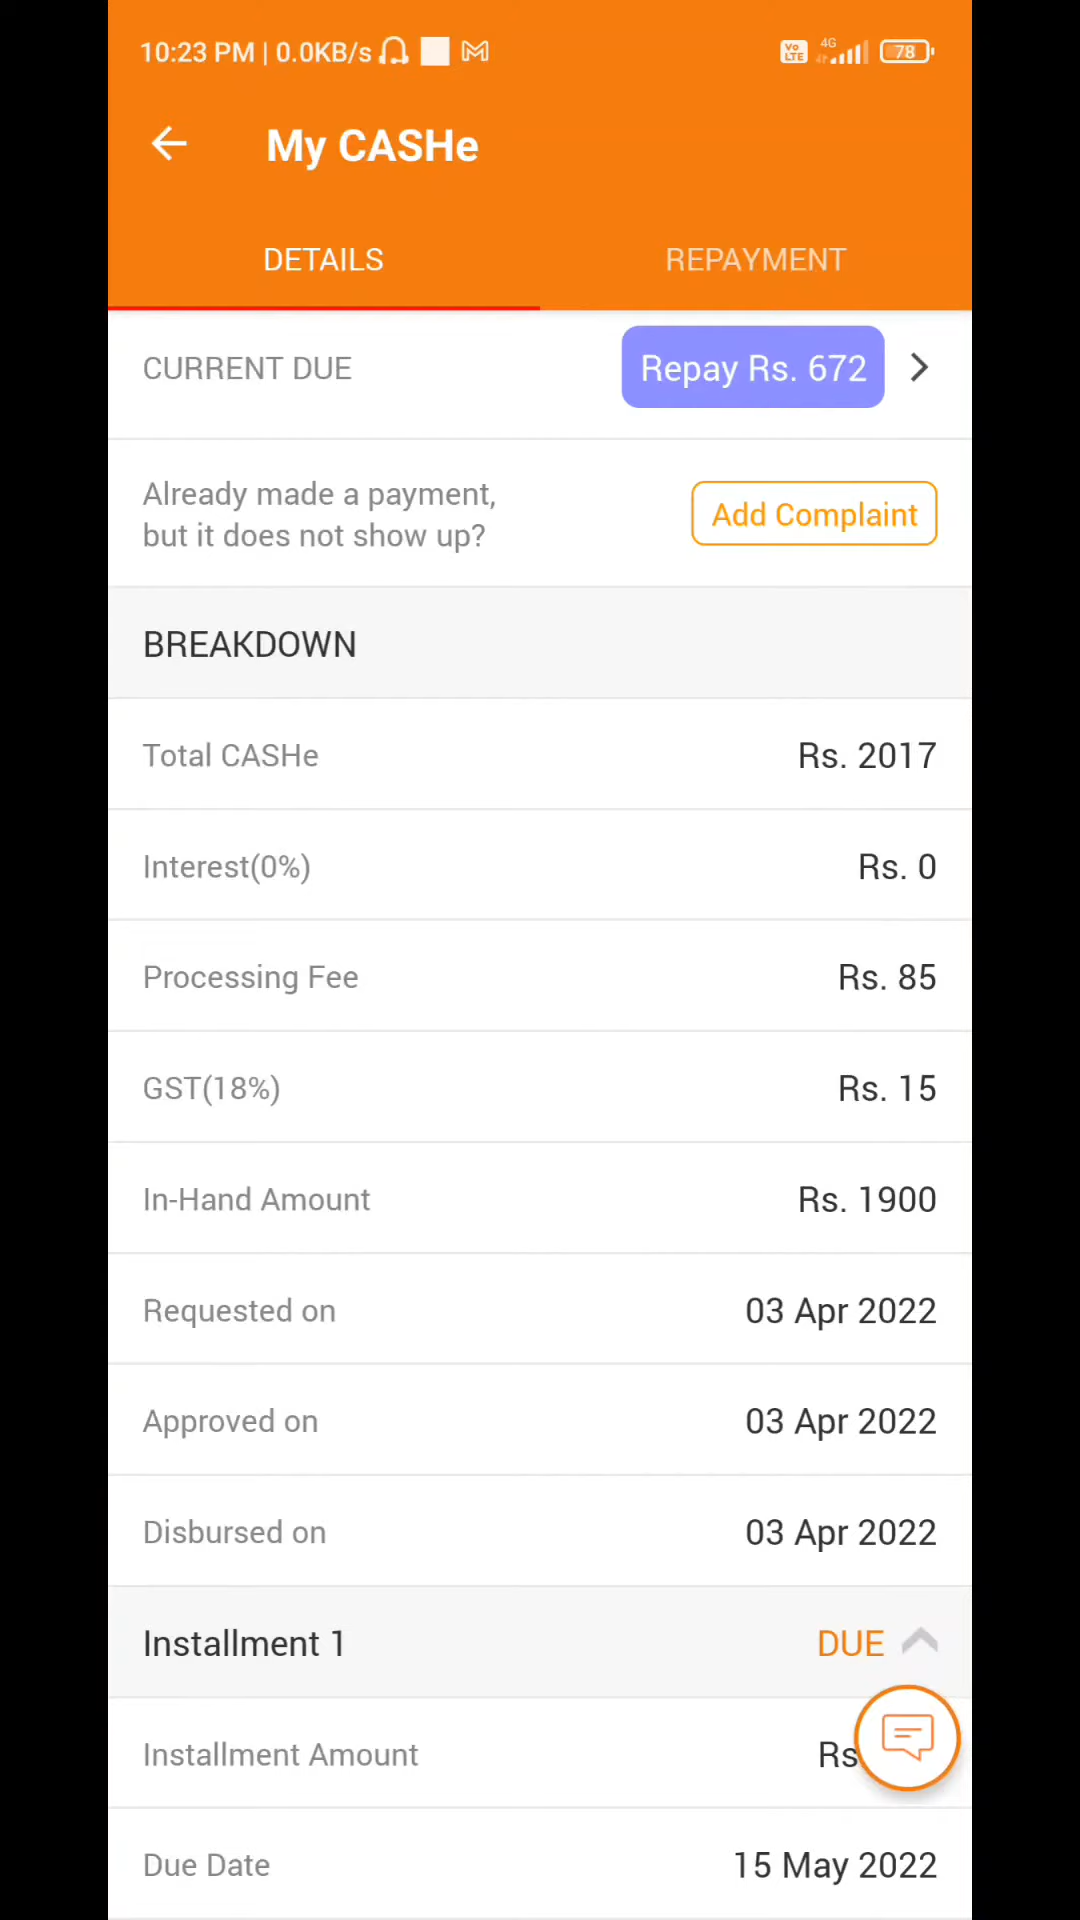 10:23 PM | 0.0KB/s
Vo LTE 4G 78
My CASHe
DETAILS
REPAYMENT
CURRENT DUE
Repay Rs. 672
Already made a payment,
but it does not show up?
Add Complaint
BREAKDOWN
Total CASHe Rs. 2017
Interest(0%) Rs. 0
Processing Fee Rs. 85
GST(18%) Rs. 15
In-Hand Amount Rs. 1900
Requested on 03 Apr 2022
Approved on 03 Apr 2022
Disbursed on 03 Apr 2022
Installment 1 DUE
Installment Amount Rs
Due Date 15 May 2022